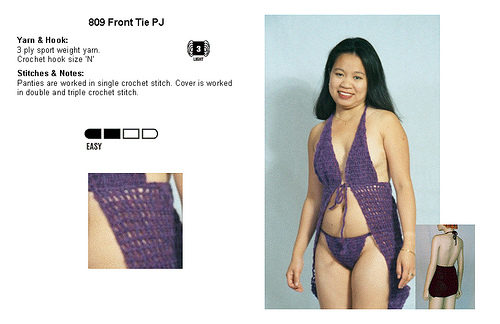 809 Front Tie PJ
Yarn & Hook:
3 ply sport weight yarn.
Crochet hook size 'N'
3
LIGHT
Stitches & Notes:
Panties are worked in single crochet stitch. Cover is worked
in double and triple crochet stitch.
EASY